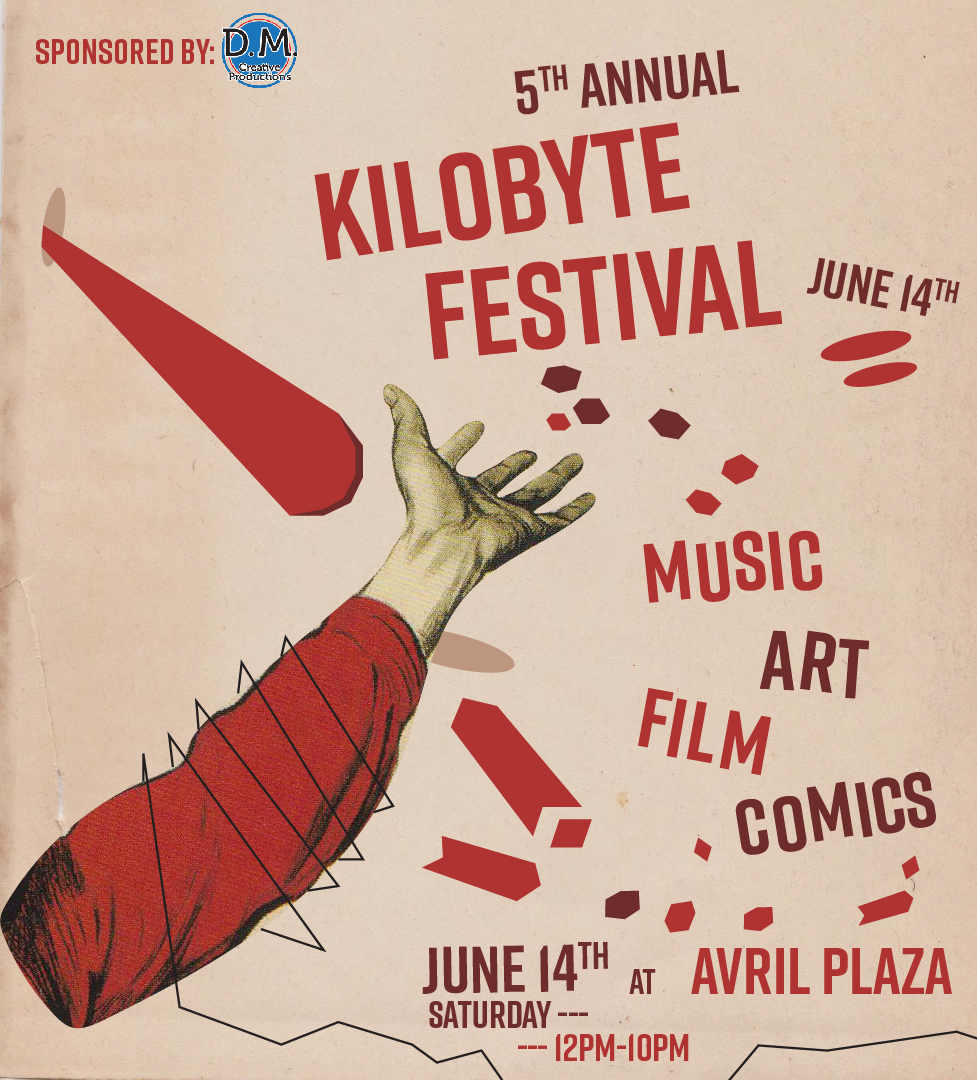 SPONSORED BY:
D.M.
Creative
Productions
5TH ANNUAL
KILOBYTE
FESTIVAL
JUNE 14TH
MUSIC
ART
FILM
COMICS
JUNE 14TH AT AVRIL PLAZA
SATURDAY ---
--- 12PM-10PM